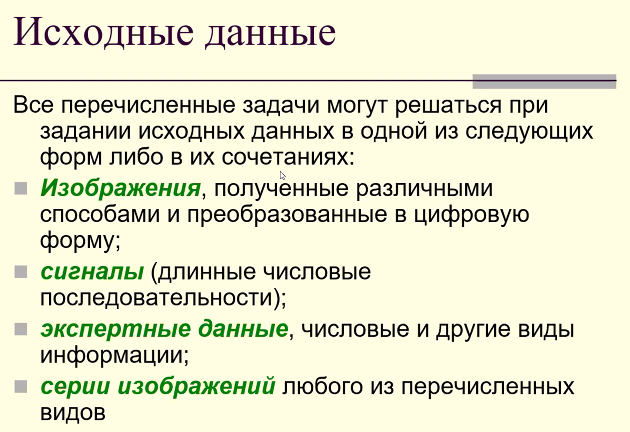 Исходные данные
Все перечисленные задачи могут решаться при
задании исходных данных в одной из следующих
форм либо в их сочетаниях:
Изображения, полученные различными
способами и преобразованные в цифровую
форму;
сигналы (длинные числовые
последовательности);
экспертные данные, числовые и другие виды
информации;
серии изображений любого из перечисленных
видов